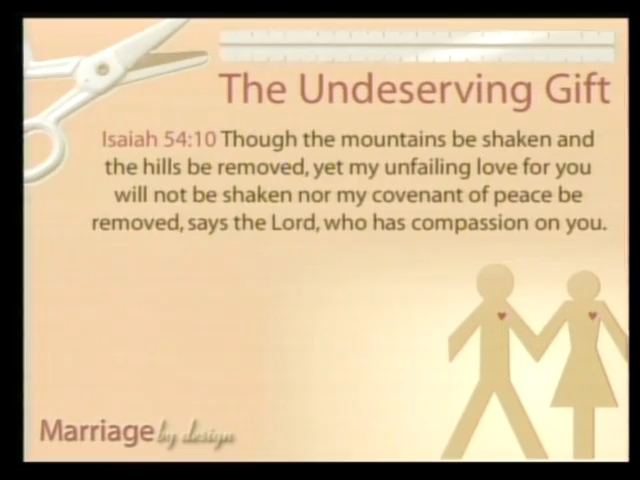 The Undeserving Gift
Isaiah 54:10 Though the mountains be shaken and
the hills be removed, yet my unfailing love for you
will not be shaken nor my covenant of peace be
removed, says the Lord, who has compassion on you.
Marriage by design